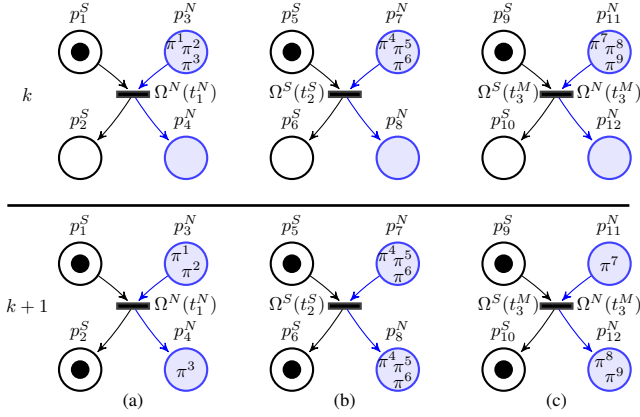 p_1^S p_3^N p_5^S p_7^N p_9^S p_11^N
π^1 π^2 π^3 π^4 π^5 π^6 π^7 π^8 π^9
k Ω^N(t_1^N) Ω^S(t_2^S) Ω^S(t_3^M) Ω^N(t_3^M)
p_2^S p_4^N p_6^S p_8^N p_10^S p_12^N
p_1^S p_3^N p_5^S p_7^N p_9^S p_11^N
π^1 π^2 π^4 π^5 π^6 π^7
k + 1 Ω^N(t_1^N) Ω^S(t_2^S) Ω^S(t_3^M) Ω^N(t_3^M)
p_2^S p_4^N p_6^S p_8^N p_10^S p_12^N
π^3 π^4 π^5 π^6 π^8 π^9
(a) (b) (c)